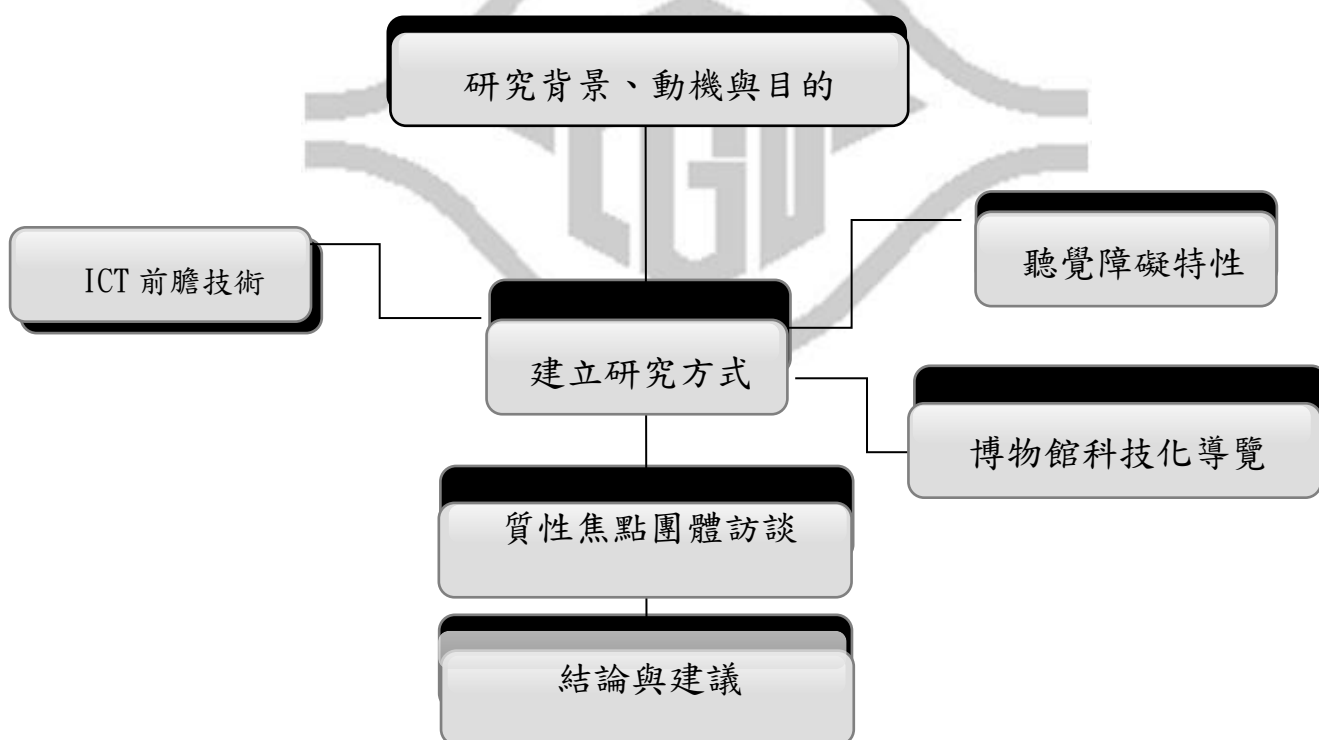 研究背景、動機與目的
聽覺障礙特性
ICT 前瞻技術
建立研究方式
博物館科技化導覽
質性焦點團體訪談
結論與建議
CGU